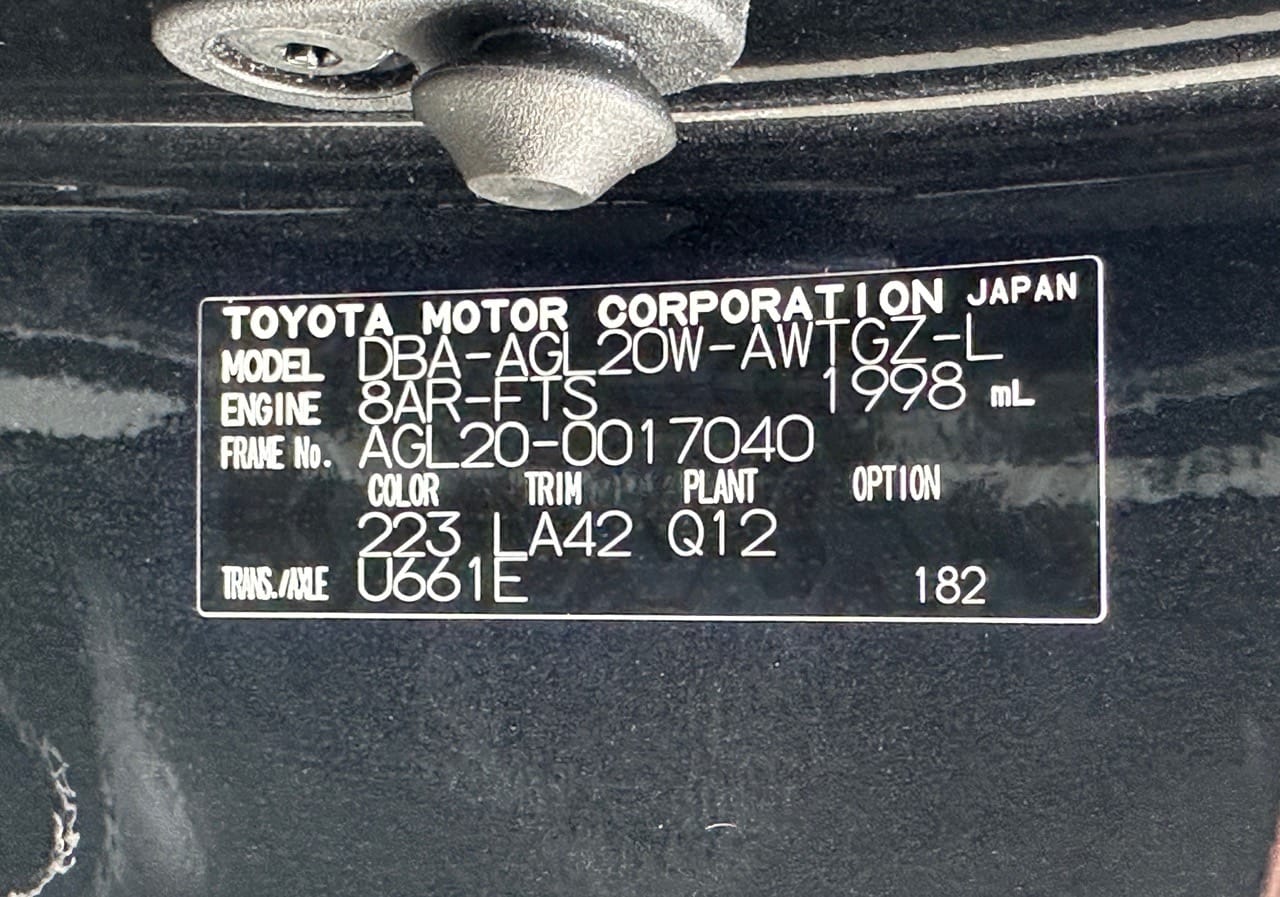 TOYOTA MOTOR CORPORATION JAPAN
MODEL DBA-AGL20W-AWTGZ-L
ENGINE 8AR-FTS 1998 mL
FRAME No. AGL20-0017040
COLOR TRIM PLANT OPTION
223 LA42 Q12
TRANS./AXLE U661E 182